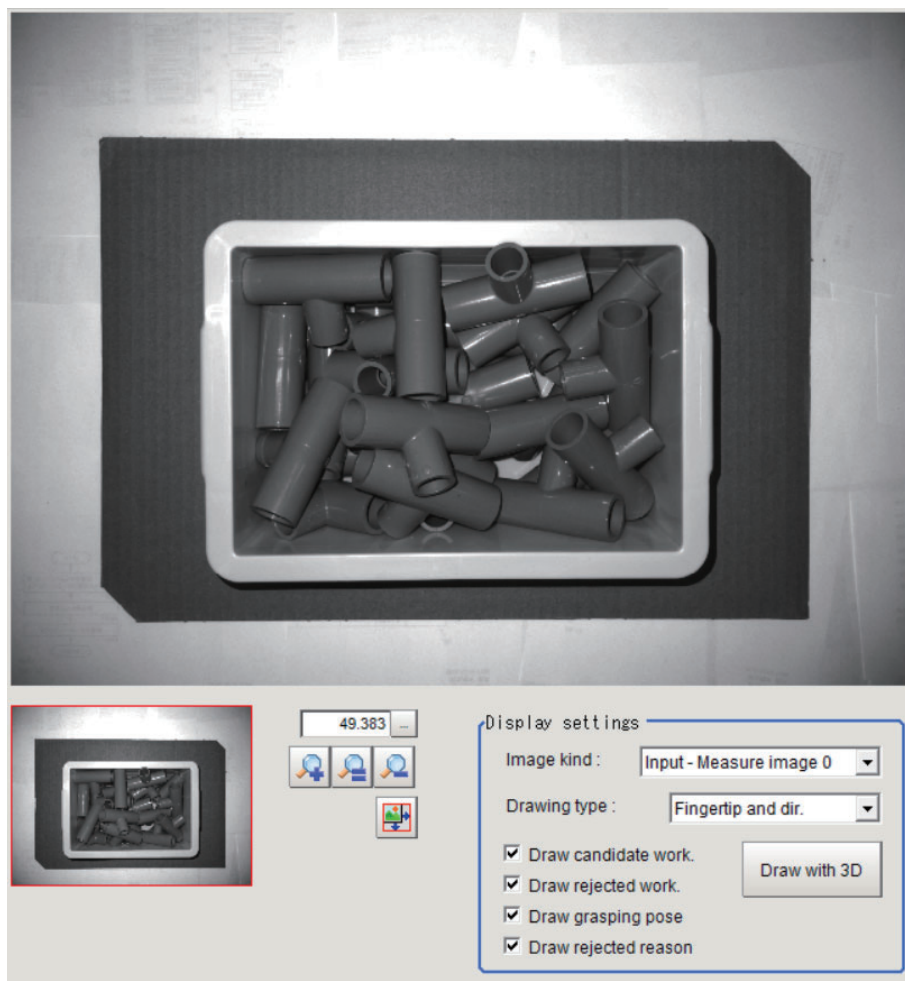 49.383
...
Display settings
Image kind :
Input - Measure image 0
Drawing type :
Fingertip and dir.
Draw candidate work.
Draw rejected work.
Draw grasping pose
Draw rejected reason
Draw with 3D